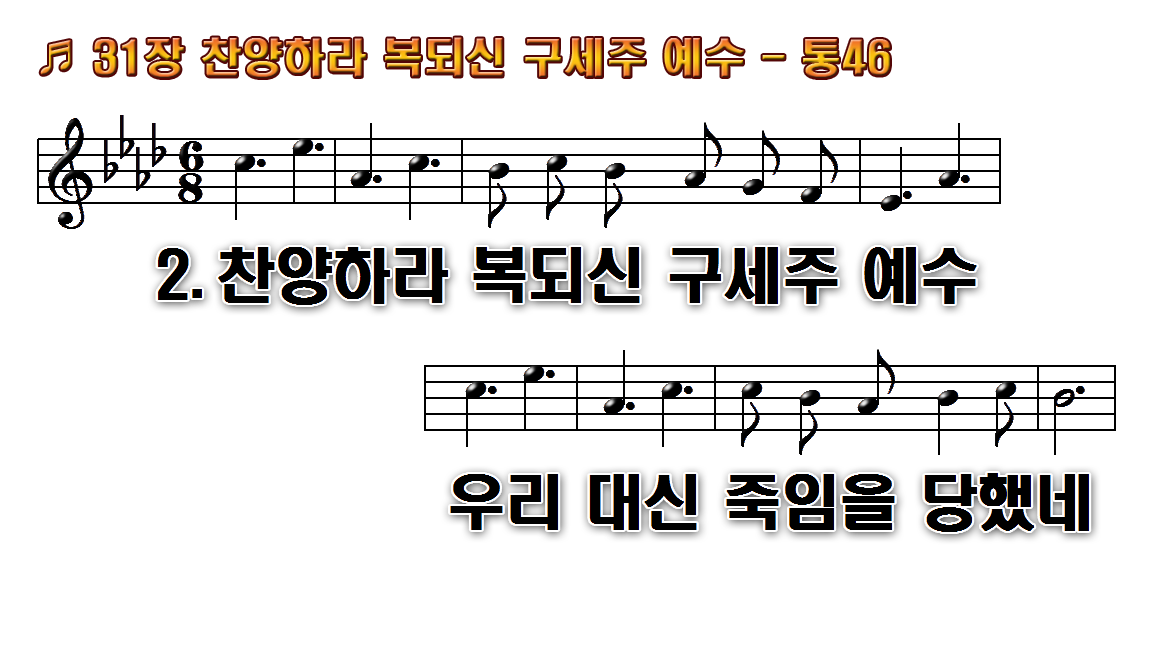 ♬ 31장 찬양하라 복되신 구세주 예수 - 통46
6
8
2. 찬양하라 복되신 구세주 예수
우리 대신 죽임을 당했네